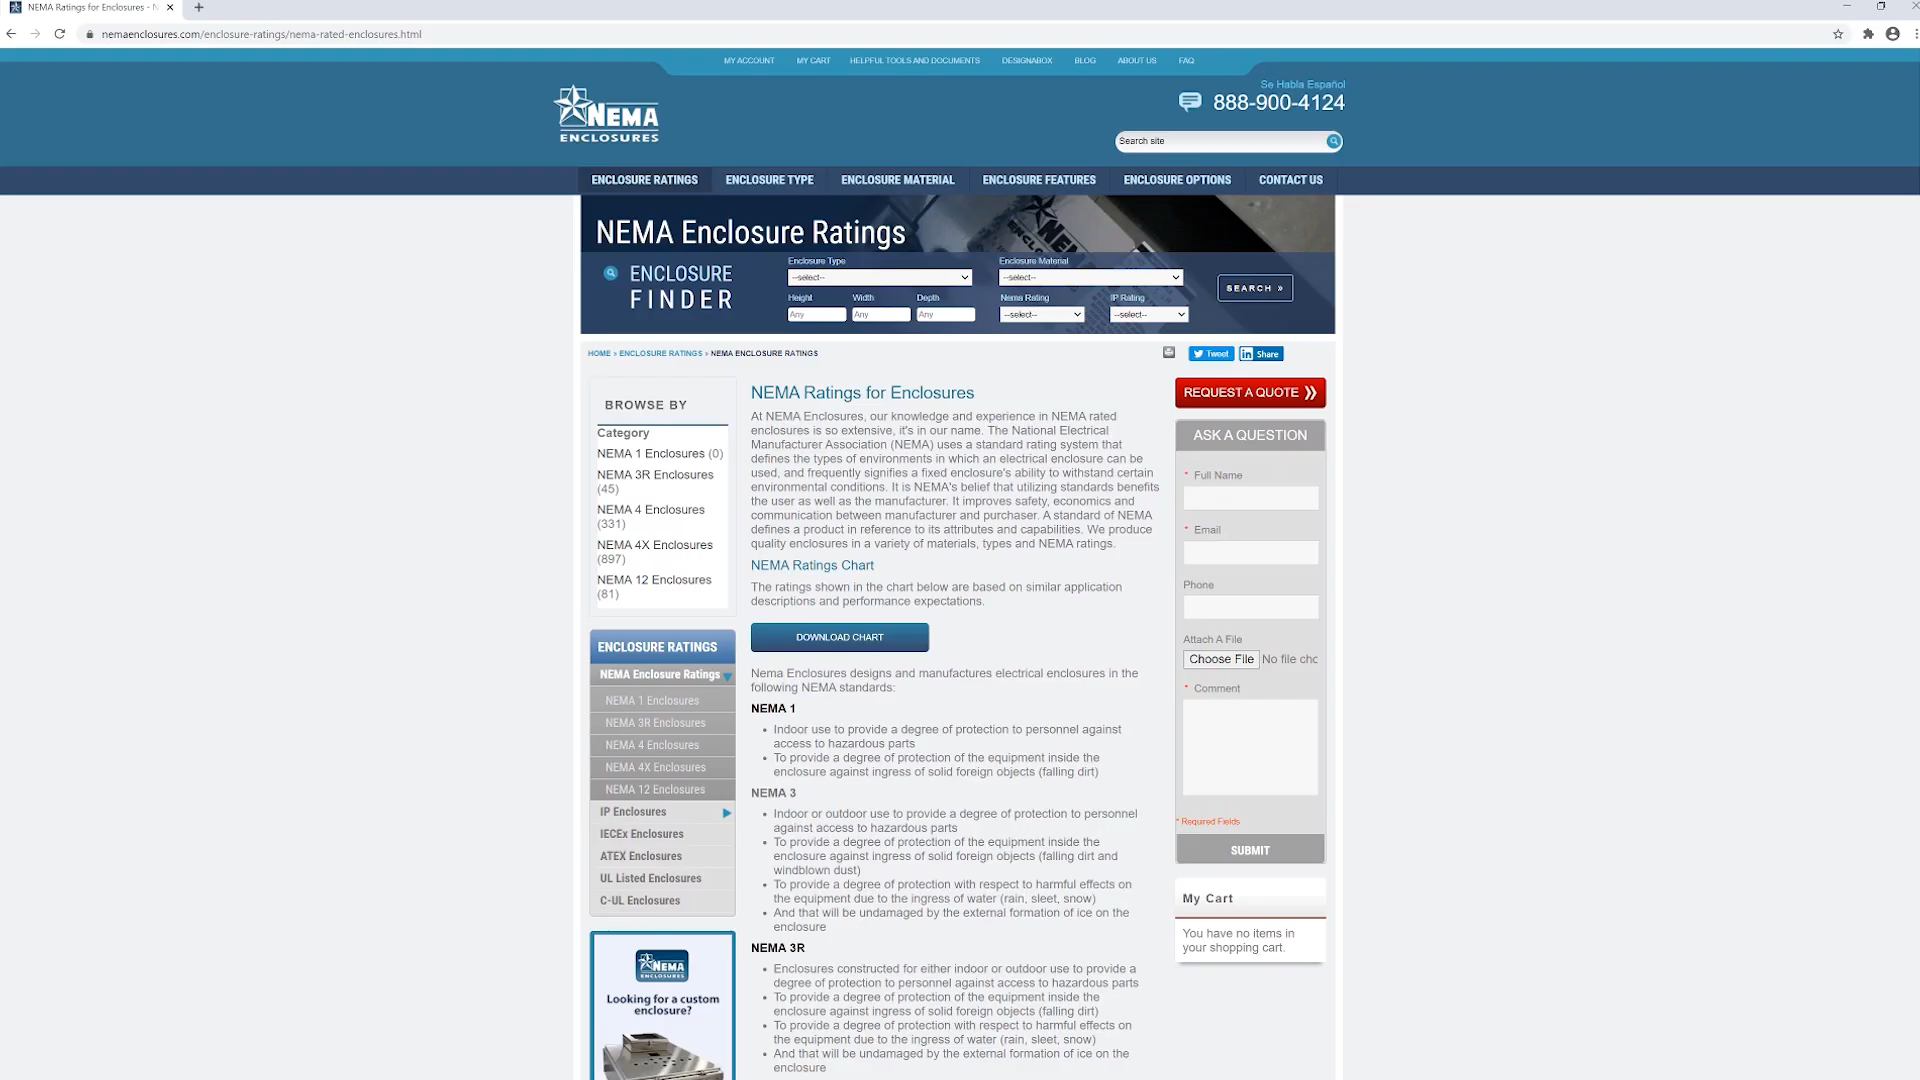 NEMA Ratings for Enclosures - N
nemaenclosures.com/enclosure-ratings/nema-rated-enclosures.html
MY ACCOUNT MY CART HELPFUL TOOLS AND DOCUMENTS DESIGNABOX BLOG ABOUT US FAQ
NEMA
ENCLOSURES
Se Habla Español
888-900-4124
Search site
ENCLOSURE RATINGS ENCLOSURE TYPE ENCLOSURE MATERIAL ENCLOSURE FEATURES ENCLOSURE OPTIONS CONTACT US
NEMA Enclosure Ratings
ENCLOSURE
FINDER
Enclosure Type
--select--
Enclosure Material
--select--
Height Width Depth
Any Any Any
Nema Rating IP Rating
--select-- --select--
SEARCH »
HOME » ENCLOSURE RATINGS » NEMA ENCLOSURE RATINGS
Tweet
in Share
BROWSE BY
Category
NEMA 1 Enclosures (0)
NEMA 3R Enclosures
(45)
NEMA 4 Enclosures
(331)
NEMA 4X Enclosures
(897)
NEMA 12 Enclosures
(81)
ENCLOSURE RATINGS
NEMA Enclosure Ratings
NEMA 1 Enclosures
NEMA 3R Enclosures
NEMA 4 Enclosures
NEMA 4X Enclosures
NEMA 12 Enclosures
IP Enclosures
IECEx Enclosures
ATEX Enclosures
UL Listed Enclosures
C-UL Enclosures
NEMA
ENCLOSURES
Looking for a custom
enclosure?
NEMA Ratings for Enclosures
At NEMA Enclosures, our knowledge and experience in NEMA rated
enclosures is so extensive, it's in our name. The National Electrical
Manufacturer Association (NEMA) uses a standard rating system that
defines the types of environments in which an electrical enclosure can be
used, and frequently signifies a fixed enclosure's ability to withstand certain
environmental conditions. It is NEMA's belief that utilizing standards benefits
the user as well as the manufacturer. It improves safety, economics and
communication between manufacturer and purchaser. A standard of NEMA
defines a product in reference to its attributes and capabilities. We produce
quality enclosures in a variety of materials, types and NEMA ratings.
NEMA Ratings Chart
The ratings shown in the chart below are based on similar application
descriptions and performance expectations.
DOWNLOAD CHART
Nema Enclosures designs and manufactures electrical enclosures in the
following NEMA standards:
NEMA 1
• Indoor use to provide a degree of protection to personnel against
access to hazardous parts
• To provide a degree of protection of the equipment inside the
enclosure against ingress of solid foreign objects (falling dirt)
NEMA 3
• Indoor or outdoor use to provide a degree of protection to personnel
against access to hazardous parts
• To provide a degree of protection of the equipment inside the
enclosure against ingress of solid foreign objects (falling dirt and
windblown dust)
• To provide a degree of protection with respect to harmful effects on
the equipment due to the ingress of water (rain, sleet, snow)
• And that will be undamaged by the external formation of ice on the
enclosure
NEMA 3R
• Enclosures constructed for either indoor or outdoor use to provide a
degree of protection to personnel against access to hazardous parts
• To provide a degree of protection of the equipment inside the
enclosure against ingress of solid foreign objects (falling dirt)
• To provide a degree of protection with respect to harmful effects on
the equipment due to the ingress of water (rain, sleet, snow)
• And that will be undamaged by the external formation of ice on the
enclosure
REQUEST A QUOTE »
ASK A QUESTION
* Full Name
* Email
Phone
Attach A File
Choose File No file cho
* Comment
* Required Fields
SUBMIT
My Cart
You have no items in
your shopping cart.